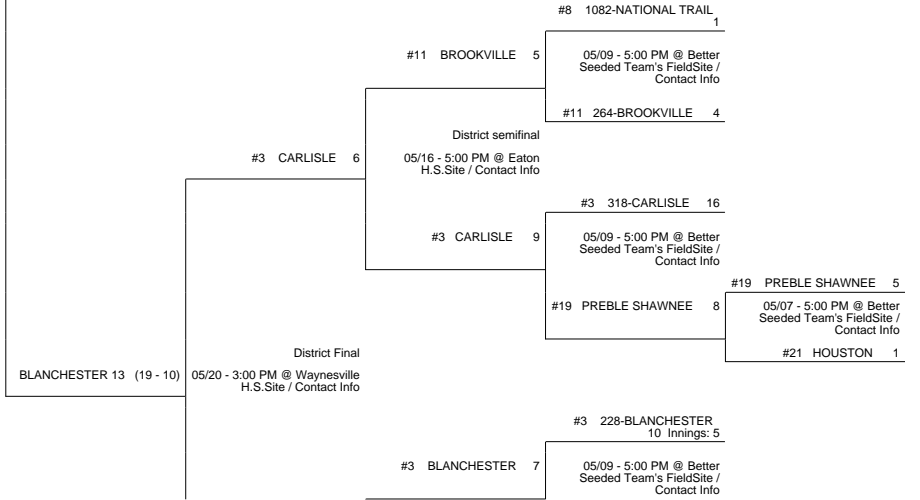 #8 1082-NATIONAL TRAIL
1
#11 BROOKVILLE 5
05/09 - 5:00 PM @ Better
Seeded Team's FieldSite /
Contact Info
#11 264-BROOKVILLE 4
District semifinal
#3 CARLISLE 6
05/16 - 5:00 PM @ Eaton
H.S.Site / Contact Info
#3 318-CARLISLE 16
#3 CARLISLE 9
05/09 - 5:00 PM @ Better
Seeded Team's FieldSite /
Contact Info
#19 PREBLE SHAWNEE 5
#19 PREBLE SHAWNEE 8
05/07 - 5:00 PM @ Better
Seeded Team's FieldSite /
Contact Info
#21 HOUSTON 1
District Final
BLANCHESTER 13 (19 - 10)
05/20 - 3:00 PM @ Waynesville
H.S.Site / Contact Info
#3 228-BLANCHESTER
10 Innings: 5
#3 BLANCHESTER 7
05/09 - 5:00 PM @ Better
Seeded Team's FieldSite /
Contact Info